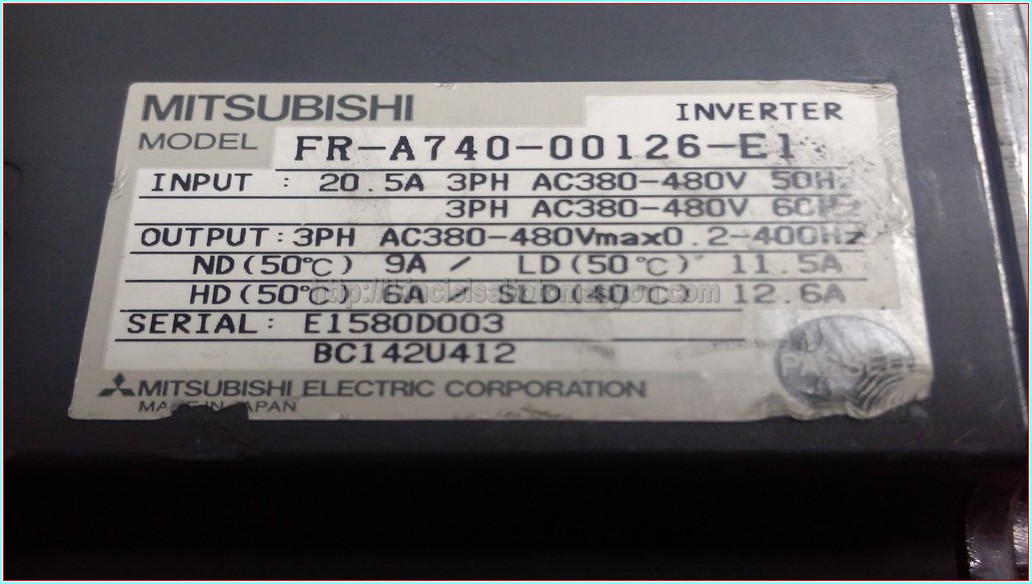 MITSUBISHI INVERTER
MODEL FR-A740-00126-E1
INPUT : 20.5A 3PH AC380-480V 50Hz
3PH AC380-480V 60Hz
OUTPUT:3PH AC380-480Vmax0.2-400Hz
ND(50℃) 9A / LD(50℃) 11.5A
HD(50℃) 6A / SLD(40℃) 12.6A
SERIAL: E1580D003
BC142U412
MITSUBISHI ELECTRIC CORPORATION
MADE IN JAPAN
PASSED